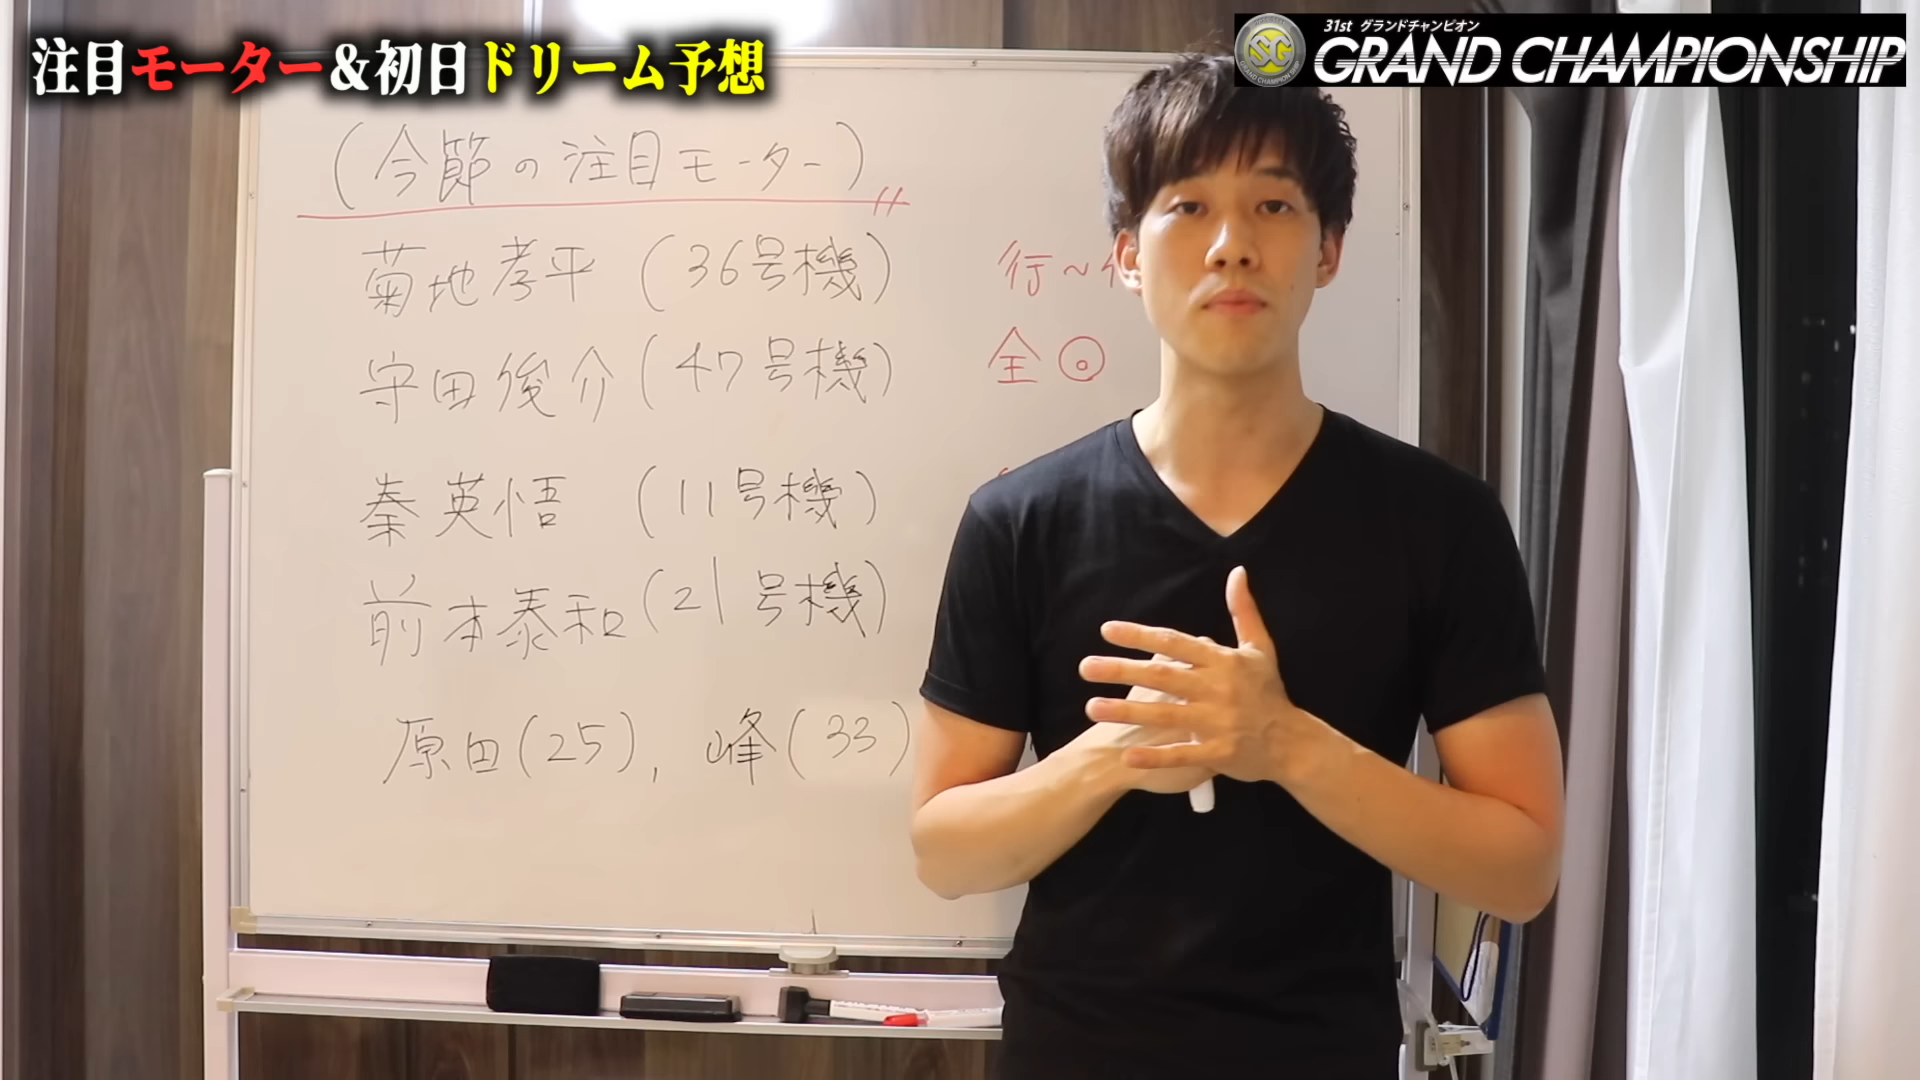 注目モーター&初日ドリーム予想
31st グランドチャンピオン
SG GRAND CHAMPIONSHIP
(今節の注目モーター)
菊地孝平(36号機) 行~
守田俊介(47号機) 全◎
秦英悟(11号機)
前本泰和(21号機)
原田(25),峰(33)